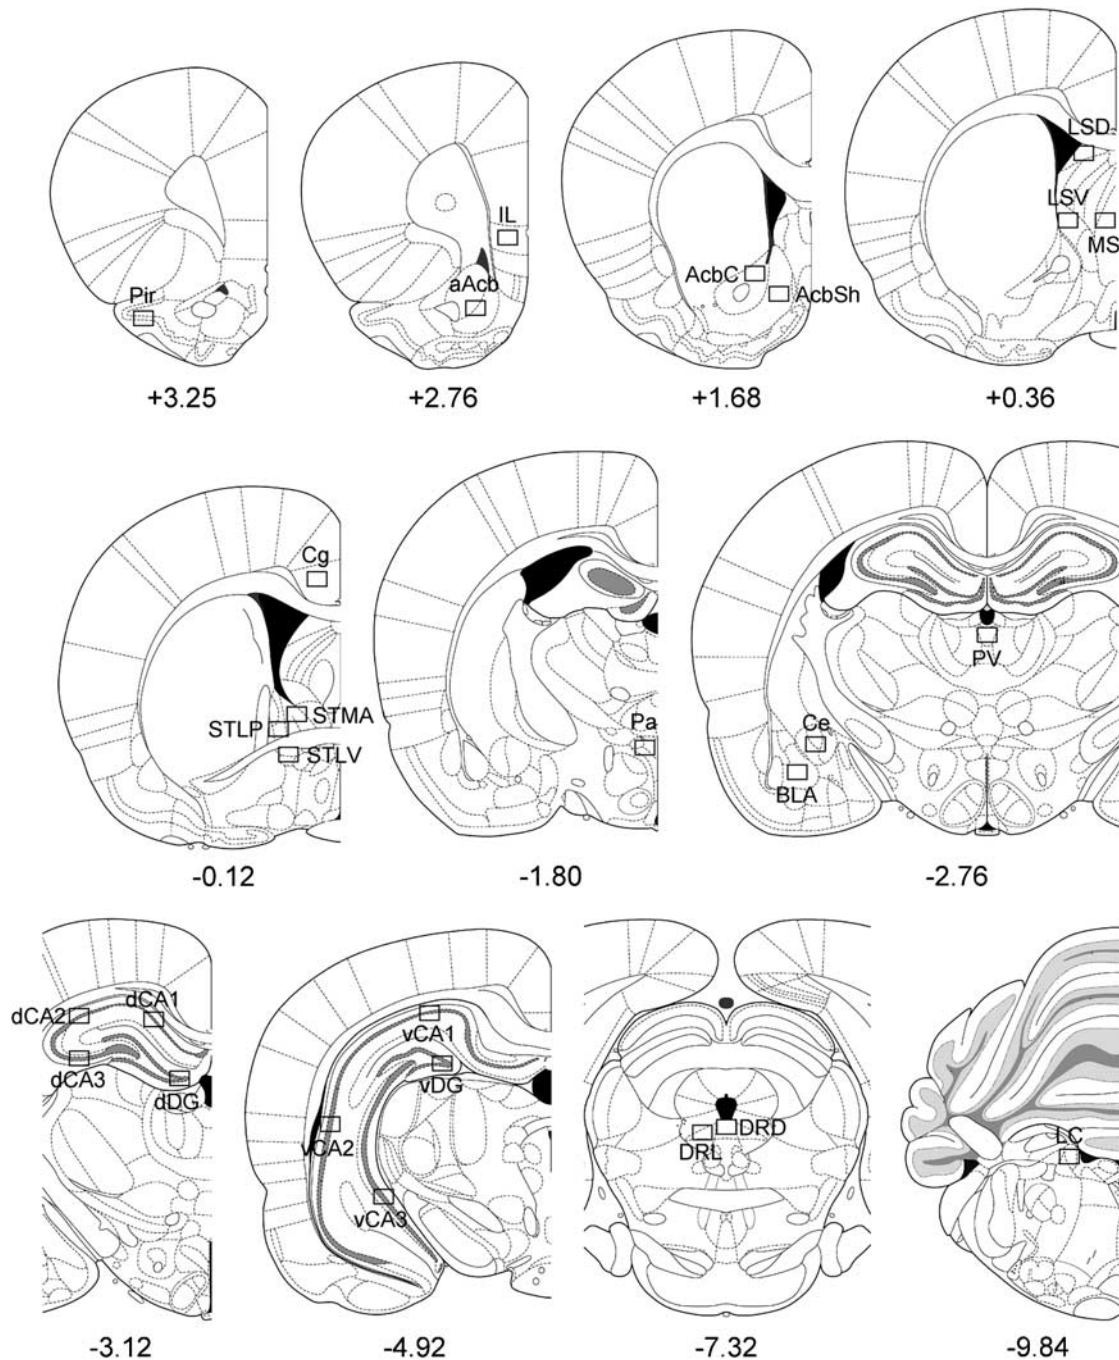 Pir
+3.25
IL
aAcb
+2.76
AcbC
AcbSh
+1.68
LSD
LSV
MS
+0.36
Cg
STMA
STLP
STLV
-0.12
Pa
-1.80
PV
Ce
BLA
-2.76
dCA1
dCA2
dCA3
dDG
-3.12
vCA1
vDG
vCA2
vCA3
-4.92
DRD
DRL
-7.32
LC
-9.84